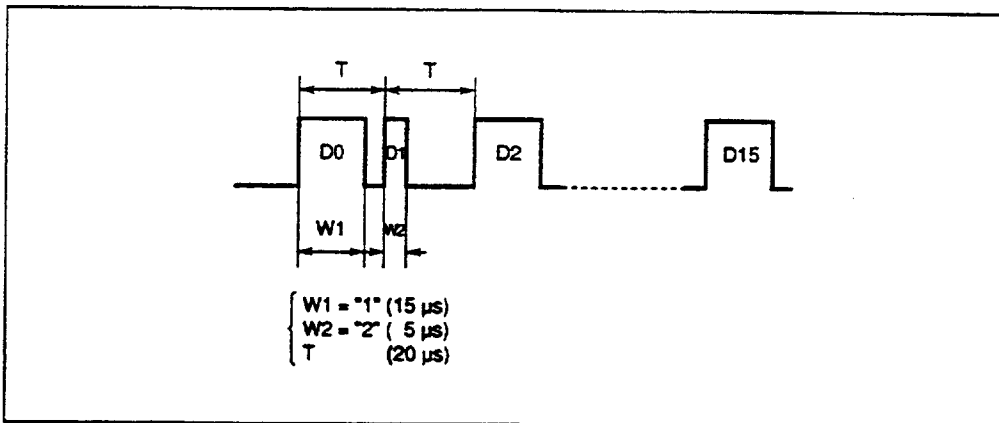 T T
D0 D1 D2 D15
W1 W2
W1 = "1" (15 µs)
W2 = "2" ( 5 µs)
T (20 µs)